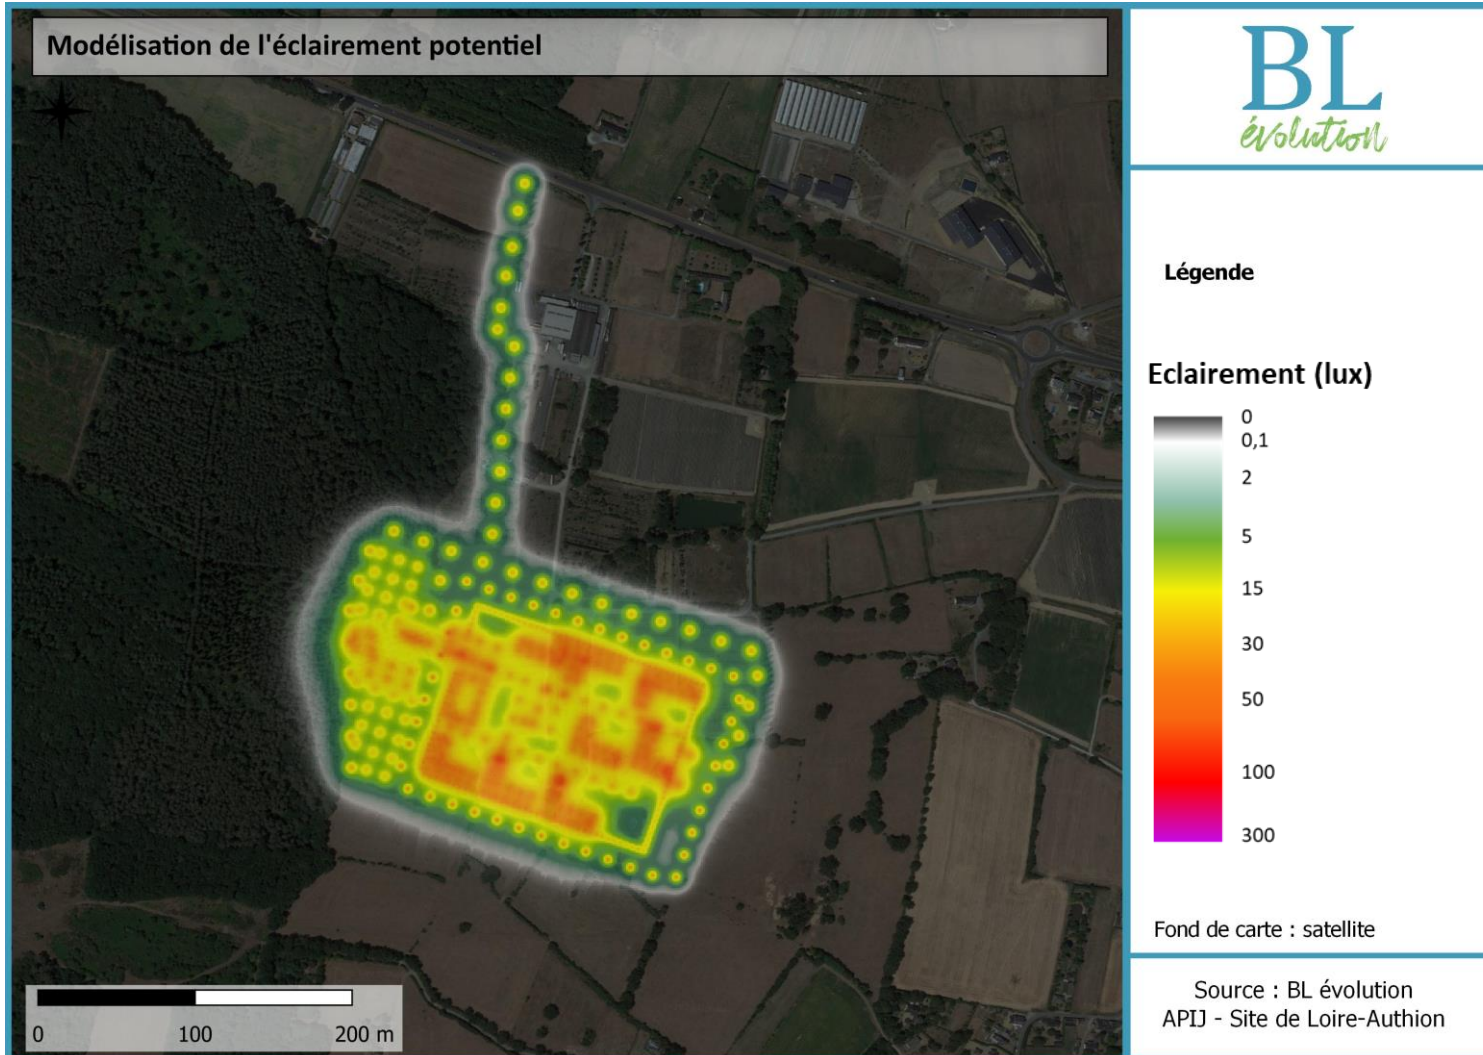 Modélisation de l'éclairement potentiel
BL
évolution
Légende
Eclairement (lux)
0
0,1
2
5
15
30
50
100
300
Fond de carte : satellite
Source : BL évolution
APIJ - Site de Loire-Authion
0 100 200 m